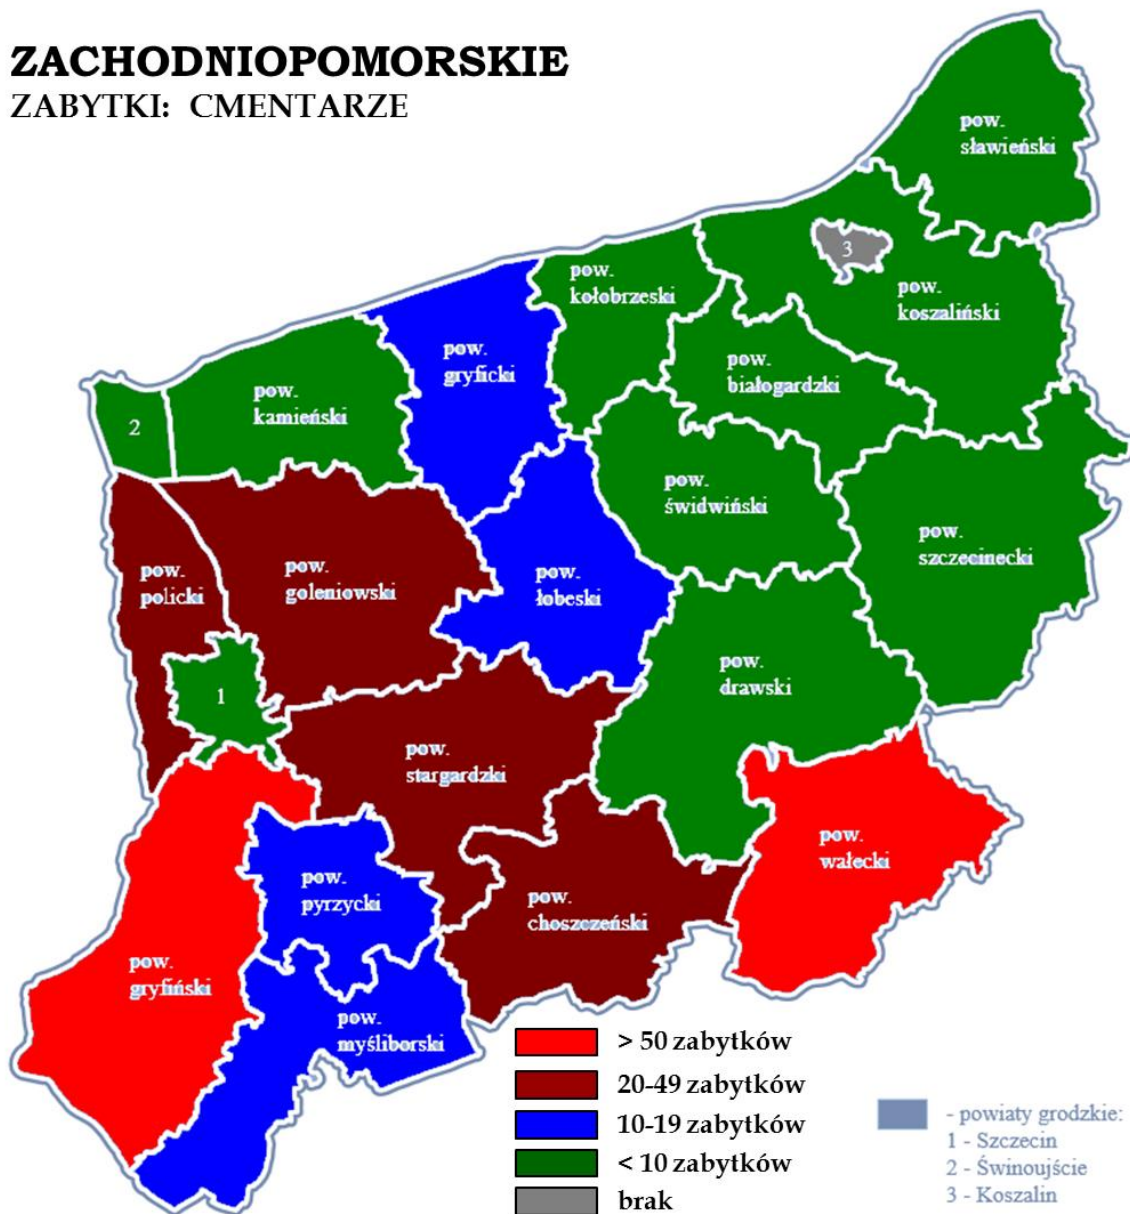 ZACHODNIOPOMORSKIE
ZABYTKI: CMENTARZE
pow.
sławieński
3
pow.
kołobrzeski
pow.
koszaliński
pow.
gryficki
pow.
białogardzki
pow.
kamieński
2
pow.
świdwiński
pow.
szczecinecki
pow.
policki
pow.
goleniowski
pow.
łobeski
1
pow.
drawski
pow.
stargardzki
pow.
wałecki
pow.
pyrzycki
pow.
choszczeński
pow.
gryfiński
pow.
myśliborski
> 50 zabytków
20-49 zabytków
10-19 zabytków
< 10 zabytków
brak
- powiaty grodzkie:
1 - Szczecin
2 - Świnoujście
3 - Koszalin